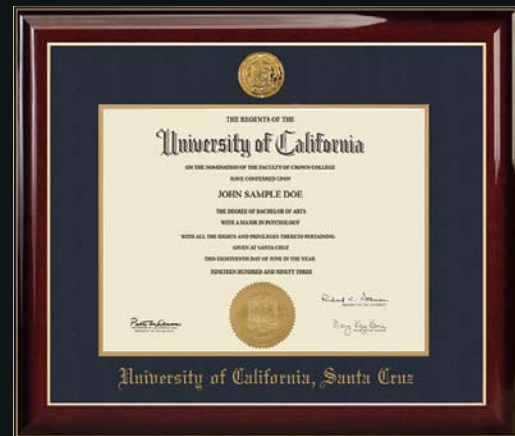 THE REGENTS OF THE
University of California
ON THE NOMINATION OF THE FACULTY OF CROWN COLLEGE
HAVE CONFERRED UPON
JOHN SAMPLE DOE
THE DEGREE OF BACHELOR OF ARTS
WITH A MAJOR IN PSYCHOLOGY
WITH ALL THE RIGHTS AND PRIVILEGES THERETO PERTAINING
GIVEN AT SANTA CRUZ
THIS EIGHTEENTH DAY OF JUNE IN THE YEAR
NINETEEN HUNDRED AND NINETY THREE
University of California, Santa Cruz